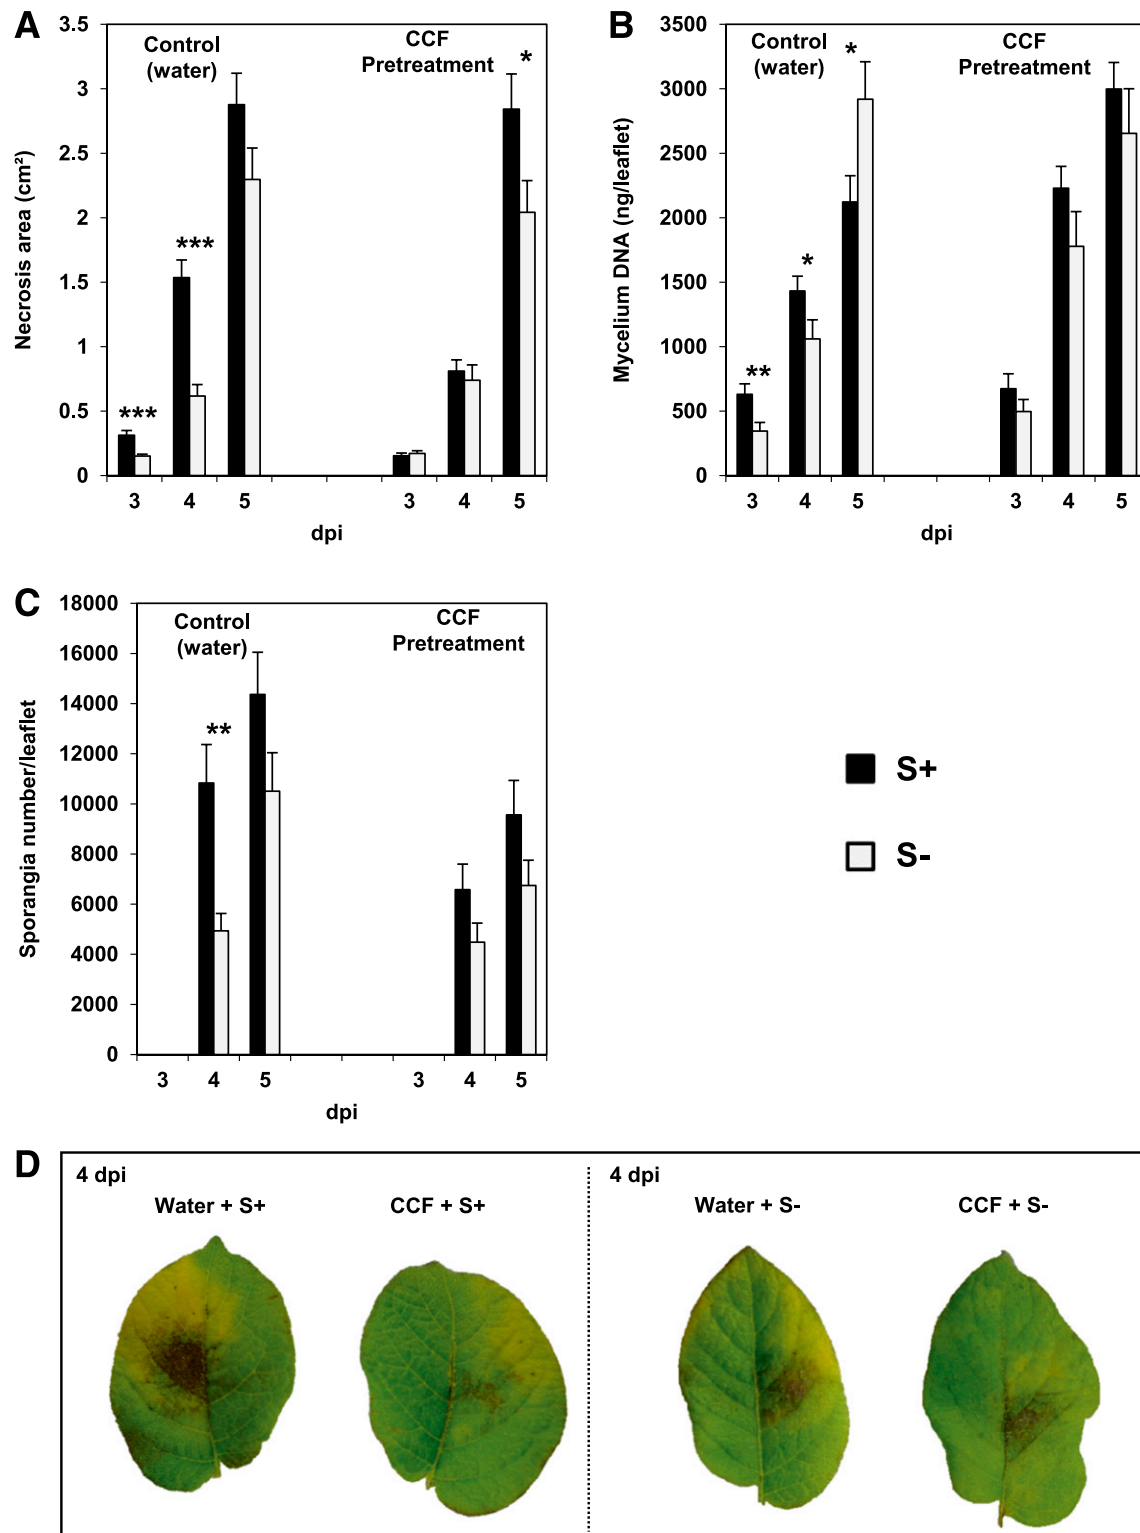 A
Necrosis area (cm²)
3.5
3
2.5
2
1.5
1
0.5
0
Control
(water)
CCF
Pretreatment
***
***
*
3 4 5 3 4 5
dpi
B
Mycelium DNA (ng/leaflet)
3500
3000
2500
2000
1500
1000
500
0
Control
(water)
CCF
Pretreatment
**
*
*
3 4 5 3 4 5
dpi
C
Sporangia number/leaflet
18000
16000
14000
12000
10000
8000
6000
4000
2000
0
Control
(water)
CCF
Pretreatment
**
3 4 5 3 4 5
dpi
S+
S-
D
4 dpi
Water + S+ CCF + S+
4 dpi
Water + S- CCF + S-